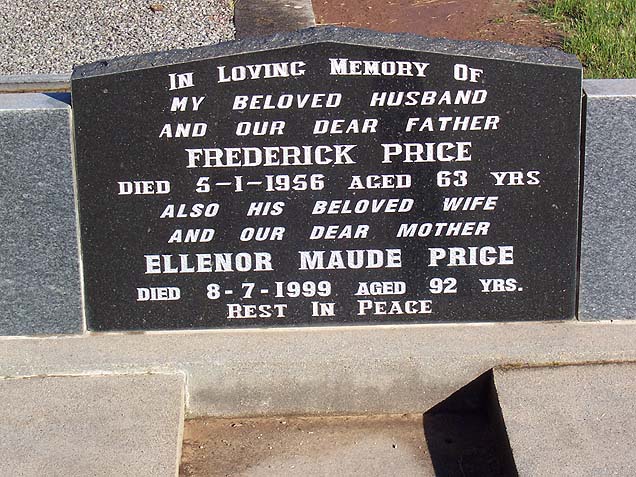 In Loving Memory Of
MY BELOVED HUSBAND
AND OUR DEAR FATHER
FREDERICK PRICE
DIED 5-1-1956 AGED 63 YRS
ALSO HIS BELOVED WIFE
AND OUR DEAR MOTHER
ELLENOR MAUDE PRICE
DIED 8-7-1999 AGED 92 YRS.
Rest In Peace